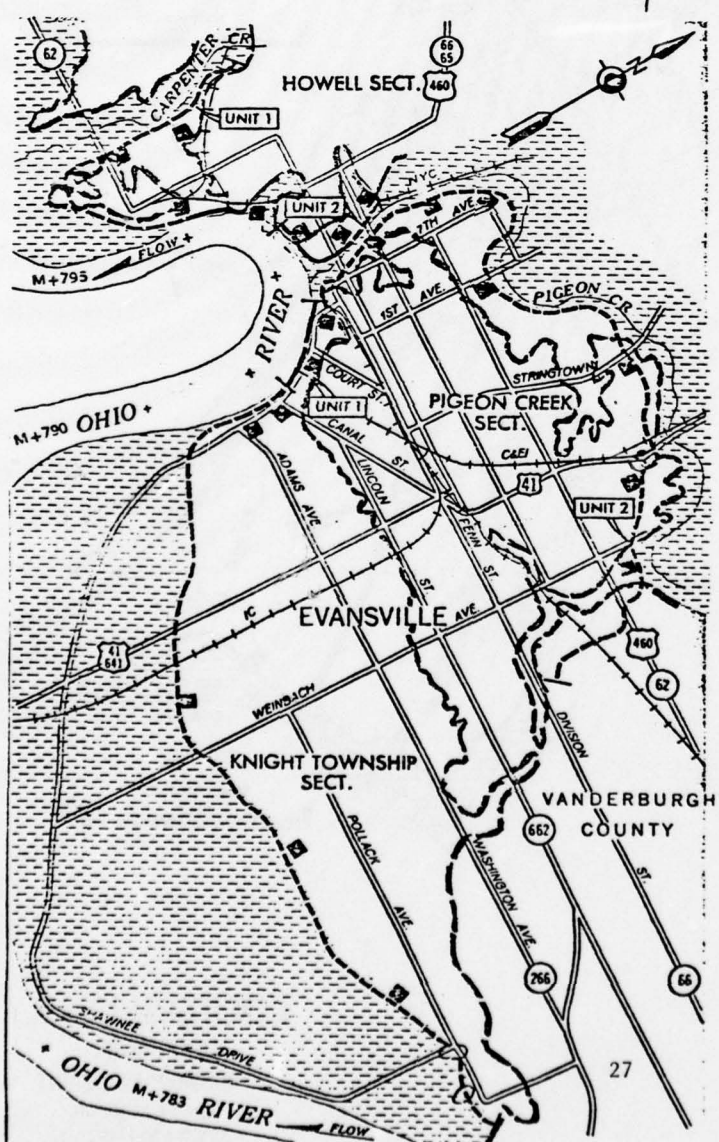 62
CARPENTER CR
66
65
460
HOWELL SECT.
N
UNIT 1
UNIT 2
NYC
7TH AVE.
M+795
FLOW
1ST AVE.
PIGEON CR
RIVER
STRINGTOWN
COURT ST.
PIGEON CREEK
SECT.
UNIT 1
M+790 OHIO
CANAL ST
C&EI
41
ADAMS AVE
LINCOLN ST.
UNIT 2
FENN ST.
EVANSVILLE
IC
AVE.
41
641
460
62
WEINBACH
DIVISION ST.
KNIGHT TOWNSHIP
SECT.
VANDERBURGH
COUNTY
POLLACK AVE.
662
WASHINGTON AVE.
266
66
SHAWNEE DRIVE
27
OHIO M+783 RIVER
FLOW